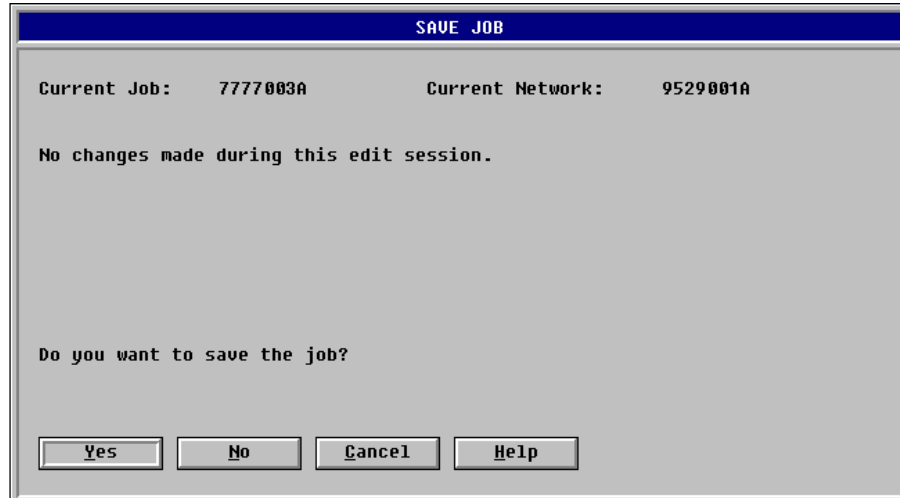 SAVE JOB
Current Job: 7777003A Current Network: 9529001A
No changes made during this edit session.
Do you want to save the job?
Yes No Cancel Help